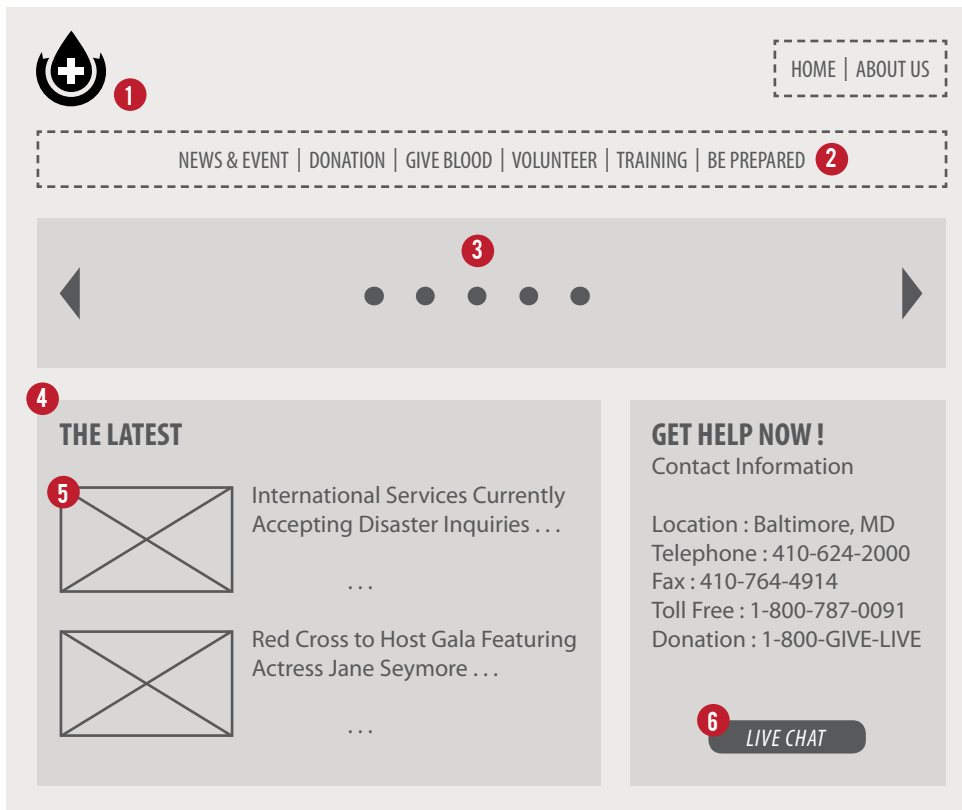 HOME | ABOUT US
1
NEWS & EVENT | DONATION | GIVE BLOOD | VOLUNTEER | TRAINING | BE PREPARED 2
3
4
THE LATEST
5
International Services Currently
Accepting Disaster Inquiries . . .
. . .
Red Cross to Host Gala Featuring
Actress Jane Seymore . . .
. . .
GET HELP NOW !
Contact Information
Location : Baltimore, MD
Telephone : 410-624-2000
Fax : 410-764-4914
Toll Free : 1-800-787-0091
Donation : 1-800-GIVE-LIVE
6
LIVE CHAT